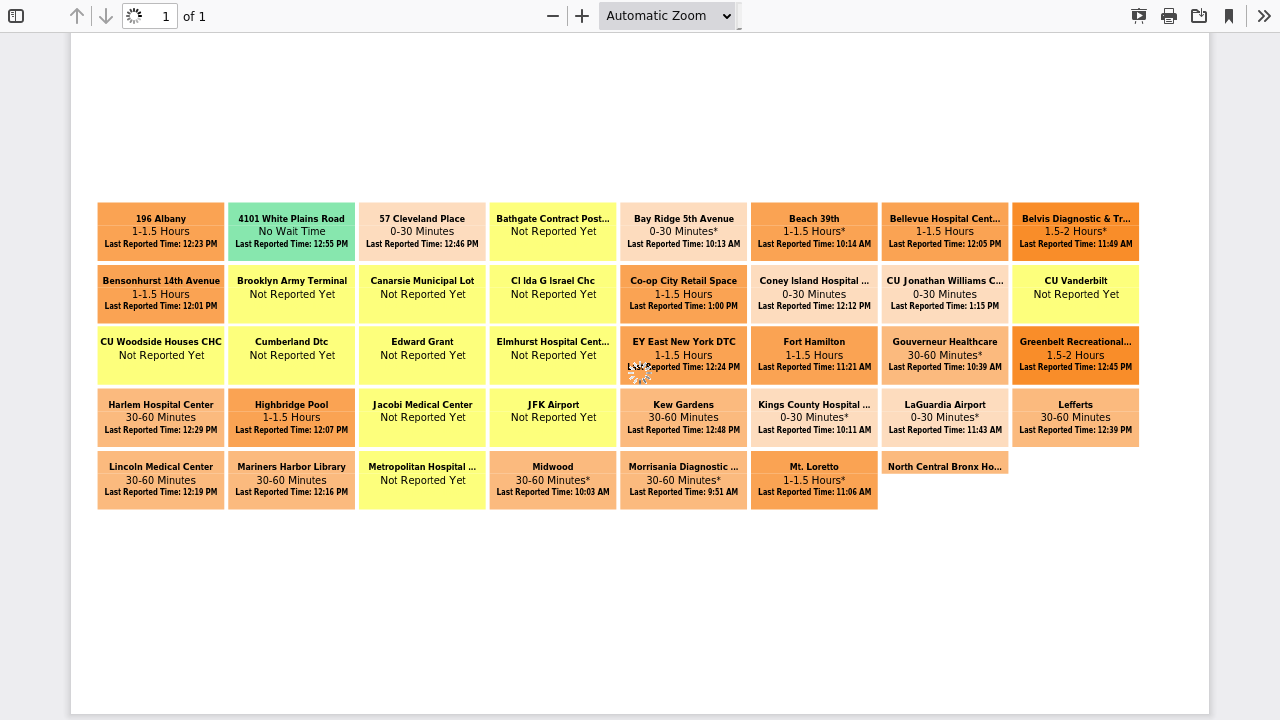 1 of 1 Automatic Zoom
196 Albany
1-1.5 Hours
Last Reported Time: 12:23 PM
4101 White Plains Road
No Wait Time
Last Reported Time: 12:55 PM
57 Cleveland Place
0-30 Minutes
Last Reported Time: 12:46 PM
Bathgate Contract Post...
Not Reported Yet
Bay Ridge 5th Avenue
0-30 Minutes*
Last Reported Time: 10:13 AM
Beach 39th
1-1.5 Hours*
Last Reported Time: 10:14 AM
Bellevue Hospital Cent...
1-1.5 Hours
Last Reported Time: 12:05 PM
Belvis Diagnostic & Tr...
1.5-2 Hours*
Last Reported Time: 11:49 AM
Bensonhurst 14th Avenue
1-1.5 Hours
Last Reported Time: 12:01 PM
Brooklyn Army Terminal
Not Reported Yet
Canarsie Municipal Lot
Not Reported Yet
CI Ida G Israel Chc
Not Reported Yet
Co-op City Retail Space
1-1.5 Hours
Last Reported Time: 1:00 PM
Coney Island Hospital ...
0-30 Minutes
Last Reported Time: 12:12 PM
CU Jonathan Williams C...
0-30 Minutes
Last Reported Time: 1:15 PM
CU Vanderbilt
Not Reported Yet
CU Woodside Houses CHC
Not Reported Yet
Cumberland Dtc
Not Reported Yet
Edward Grant
Not Reported Yet
Elmhurst Hospital Cent...
Not Reported Yet
EY East New York DTC
1-1.5 Hours
Last Reported Time: 12:24 PM
Fort Hamilton
1-1.5 Hours
Last Reported Time: 11:21 AM
Gouverneur Healthcare
30-60 Minutes*
Last Reported Time: 10:39 AM
Greenbelt Recreational...
1.5-2 Hours
Last Reported Time: 12:45 PM
Harlem Hospital Center
30-60 Minutes
Last Reported Time: 12:29 PM
Highbridge Pool
1-1.5 Hours
Last Reported Time: 12:07 PM
Jacobi Medical Center
Not Reported Yet
JFK Airport
Not Reported Yet
Kew Gardens
30-60 Minutes
Last Reported Time: 12:48 PM
Kings County Hospital ...
0-30 Minutes*
Last Reported Time: 10:11 AM
LaGuardia Airport
0-30 Minutes*
Last Reported Time: 11:43 AM
Lefferts
30-60 Minutes
Last Reported Time: 12:39 PM
Lincoln Medical Center
30-60 Minutes
Last Reported Time: 12:19 PM
Mariners Harbor Library
30-60 Minutes
Last Reported Time: 12:16 PM
Metropolitan Hospital ...
Not Reported Yet
Midwood
30-60 Minutes*
Last Reported Time: 10:03 AM
Morrisania Diagnostic ...
30-60 Minutes*
Last Reported Time: 9:51 AM
Mt. Loretto
1-1.5 Hours*
Last Reported Time: 11:06 AM
North Central Bronx Ho...